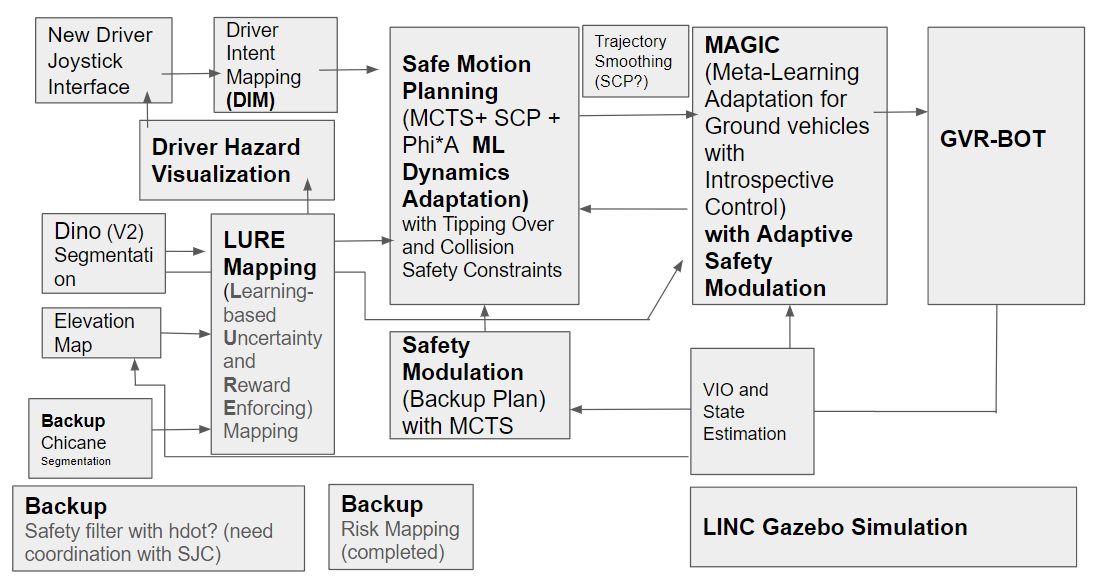 New Driver
Joystick
Interface
Driver
Intent
Mapping
(DIM)
Safe Motion
Planning
(MCTS+ SCP +
Phi*A ML
Dynamics
Adaptation)
with Tipping Over
and Collision
Safety Constraints
Trajectory
Smoothing
(SCP?)
MAGIC
(Meta-Learning
Adaptation for
Ground vehicles
with
Introspective
Control)
with Adaptive
Safety
Modulation
GVR-BOT
Driver Hazard
Visualization
Dino (V2)
Segmentati
on
LURE
Mapping
(Learning-
based
Uncertainty
and
Reward
Enforcing)
Mapping
Elevation
Map
Safety
Modulation
(Backup Plan)
with MCTS
VIO and
State
Estimation
Backup
Chicane
Segmentation
Backup
Safety filter with hdot? (need
coordination with SJC)
Backup
Risk Mapping
(completed)
LINC Gazebo Simulation